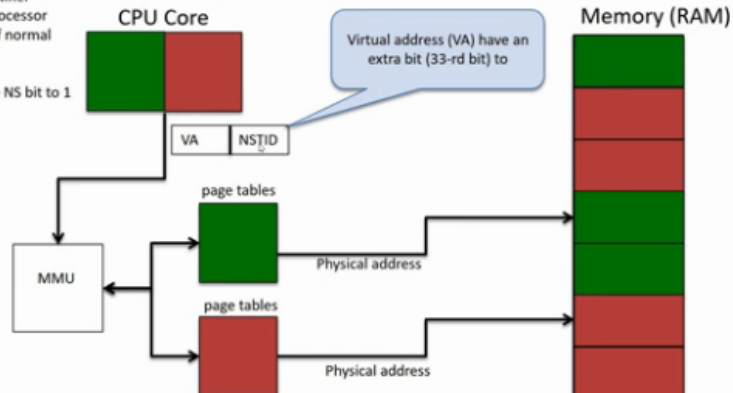 ocessor
f normal
NS bit to 1
CPU Core
Virtual address (VA) have an
extra bit (33-rd bit) to
Memory (RAM)
VA
NSTID
page tables
Physical address
MMU
page tables
Physical address